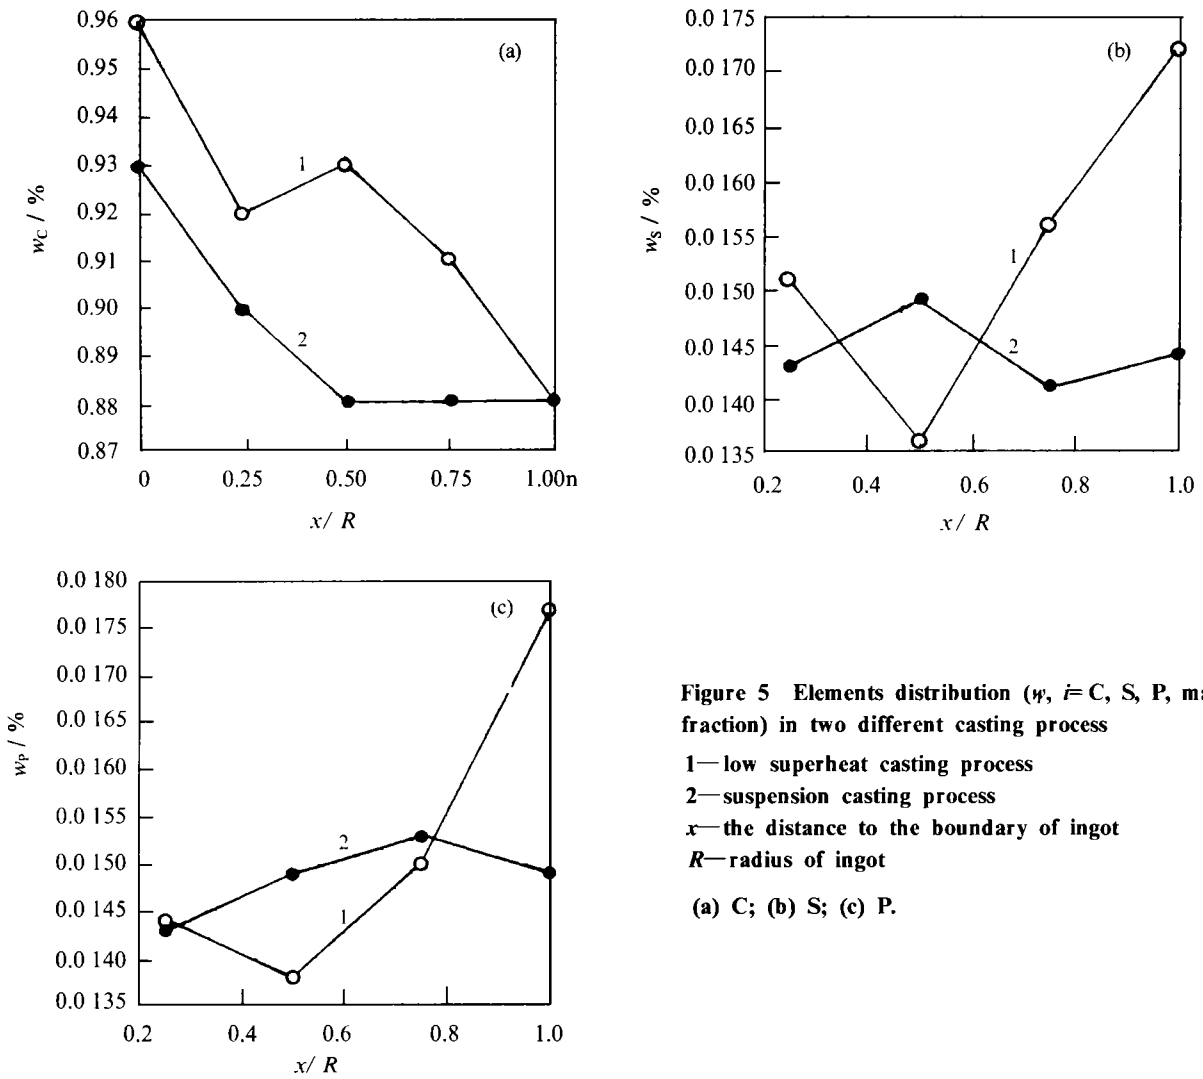 0.96
0.95
0.94
0.93
0.92
0.91
0.90
0.89
0.88
0.87
w_C / %
(a)
1
2
0 0.25 0.50 0.75 1.00n
x/ R
0.0 175
0.0 170
0.0 165
0.0 160
0.0 155
0.0 150
0.0 145
0.0 140
0.0 135
w_S / %
(b)
1
2
0.2 0.4 0.6 0.8 1.0
x/ R
0.0 180
0.0 175
0.0 170
0.0 165
0.0 160
0.0 155
0.0 150
0.0 145
0.0 140
0.0 135
w_P / %
(c)
2
1
0.2 0.4 0.6 0.8 1.0
x/ R
Figure 5 Elements distribution (w, i= C, S, P, ma
fraction) in two different casting process
1—low superheat casting process
2—suspension casting process
x—the distance to the boundary of ingot
R—radius of ingot
(a) C; (b) S; (c) P.